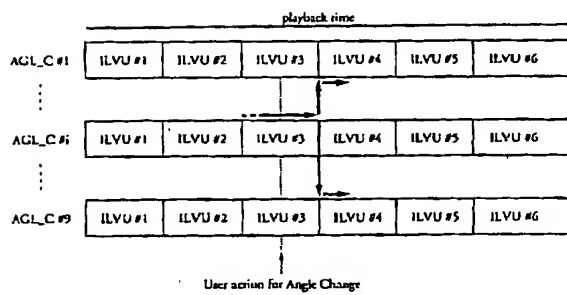 playback time
AGL_C #1 ILVU #1 ILVU #2 ILVU #3 ILVU #4 ILVU #5 ILVU #6
AGL_C #i ILVU #1 ILVU #2 ILVU #3 ILVU #4 ILVU #5 ILVU #6
AGL_C #9 ILVU #1 ILVU #2 ILVU #3 ILVU #4 ILVU #5 ILVU #6
User action for Angle Change